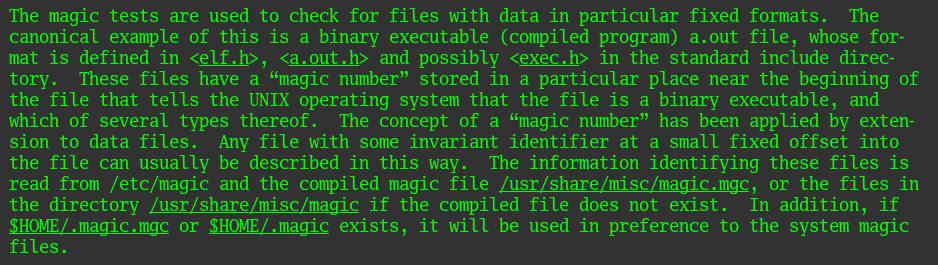 The magic tests are used to check for files with data in particular fixed formats.  The
canonical example of this is a binary executable (compiled program) a.out file, whose for‐
mat is defined in <elf.h>, <a.out.h> and possibly <exec.h> in the standard include direc‐
tory.  These files have a “magic number” stored in a particular place near the beginning of
the file that tells the UNIX operating system that the file is a binary executable, and
which of several types thereof.  The concept of a “magic number” has been applied by exten‐
sion to data files.  Any file with some invariant identifier at a small fixed offset into
the file can usually be described in this way.  The information identifying these files is
read from /etc/magic and the compiled magic file /usr/share/misc/magic.mgc, or the files in
the directory /usr/share/misc/magic if the compiled file does not exist.  In addition, if
$HOME/.magic.mgc or $HOME/.magic exists, it will be used in preference to the system magic
files.